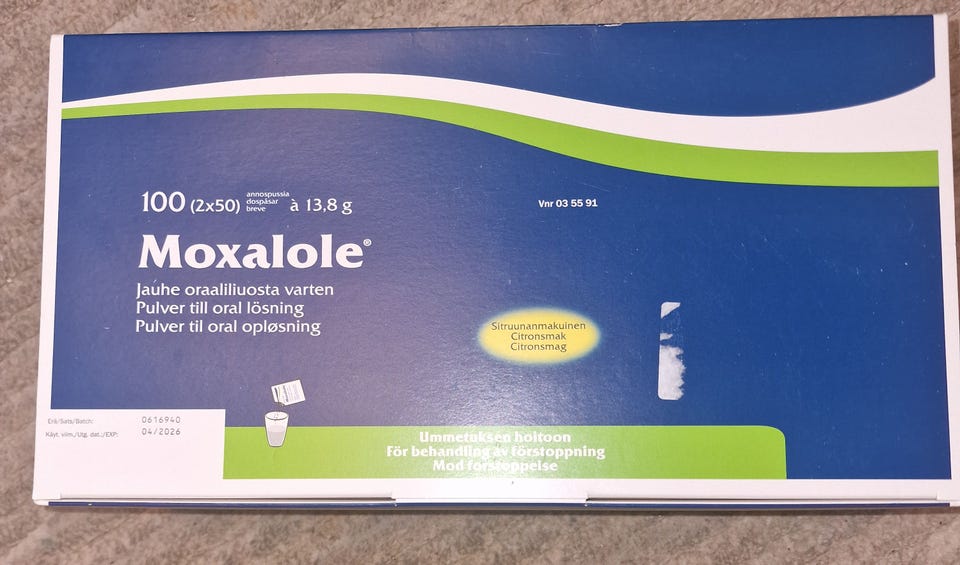 100 (2x50) annospussia dospåsar breve à 13,8 g
Vnr 03 55 91
Moxalole®
Jauhe oraaliliuosta varten
Pulver till oral lösning
Pulver til oral opløsning
Sitruunanmakuinen
Citronsmak
Citronsmag
Erä/Sats/Batch: 0616940
Käyt. viim./Utg. dat.:/EXP: 04/2026
Ummetuksen hoitoon
För behandling av förstoppning
Mod forstoppelse